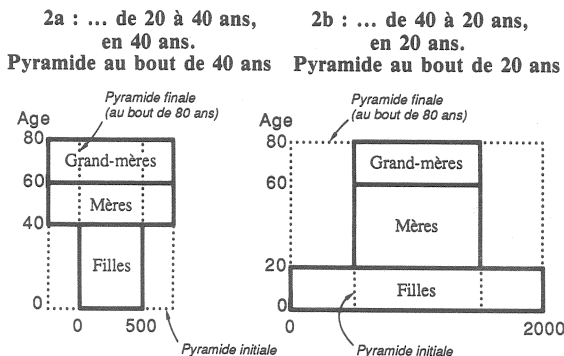 2a : ... de 20 à 40 ans,
en 40 ans.
Pyramide au bout de 40 ans
Pyramide finale
(au bout de 80 ans)
Age
80
Grand-mères
60
Mères
40
Filles
0
0 500
Pyramide initiale
2b : ... de 40 à 20 ans,
en 20 ans.
Pyramide au bout de 20 ans
Pyramide finale
(au bout de 80 ans)
Age
80
Grand-mères
60
Mères
20
Filles
0
0 2000
Pyramide initiale